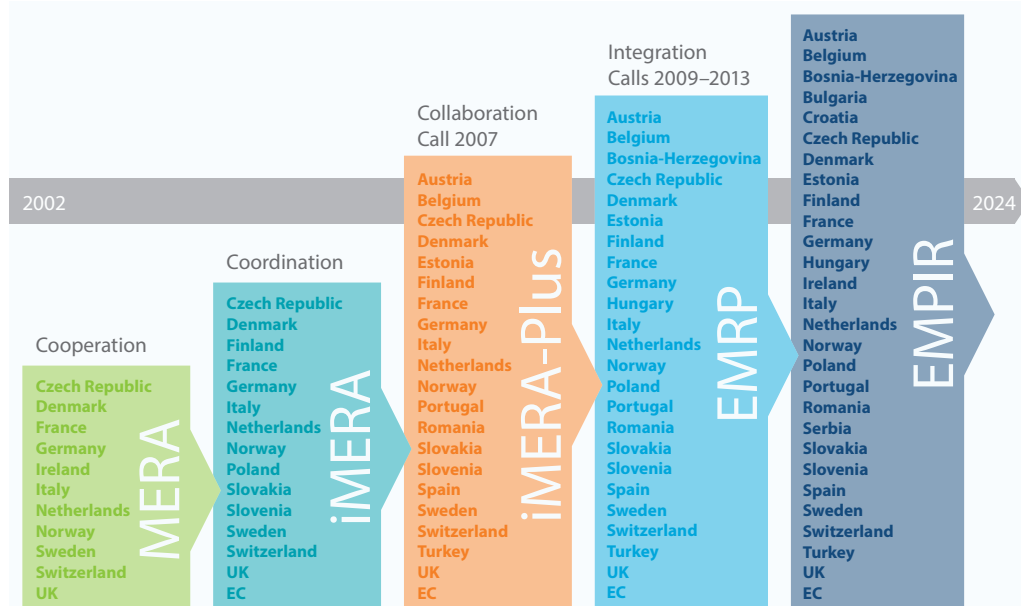 2002
2024
Cooperation
Czech Republic
Denmark
France
Germany
Ireland
Italy
Netherlands
Norway
Sweden
Switzerland
UK
MERA
Coordination
Czech Republic
Denmark
Finland
France
Germany
Italy
Netherlands
Norway
Poland
Slovakia
Slovenia
Sweden
Switzerland
UK
EC
iMERA
Collaboration
Call 2007
Austria
Belgium
Czech Republic
Denmark
Estonia
Finland
France
Germany
Italy
Netherlands
Norway
Portugal
Romania
Slovakia
Slovenia
Spain
Sweden
Switzerland
Turkey
UK
EC
iMERA-Plus
Integration
Calls 2009–2013
Austria
Belgium
Bosnia-Herzegovina
Czech Republic
Denmark
Estonia
Finland
France
Germany
Hungary
Italy
Netherlands
Norway
Poland
Portugal
Romania
Slovakia
Slovenia
Spain
Sweden
Switzerland
Turkey
UK
EC
EMRP
Austria
Belgium
Bosnia-Herzegovina
Bulgaria
Croatia
Czech Republic
Denmark
Estonia
Finland
France
Germany
Hungary
Ireland
Italy
Netherlands
Norway
Poland
Portugal
Romania
Serbia
Slovakia
Slovenia
Spain
Sweden
Switzerland
Turkey
UK
EC
EMPIR